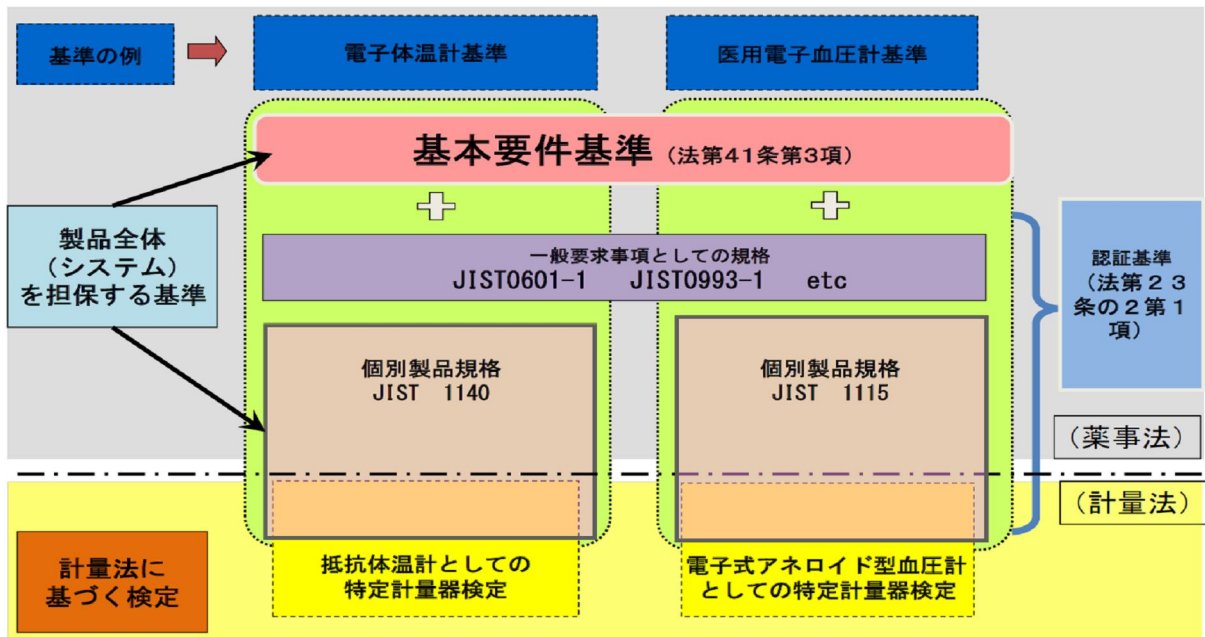 基準の例
電子体温計基準
医用電子血圧計基準
基本要件基準（法第41条第3項）
製品全体
（システム）
を担保する基準
一般要求事項としての規格
JIST0601-1 JIST0993-1 etc
認証基準
（法第２３
条の２第１
項）
個別製品規格
JIST 1140
個別製品規格
JIST 1115
（薬事法）
（計量法）
計量法に
基づく検定
抵抗体温計としての
特定計量器検定
電子式アネロイド型血圧計
としての特定計量器検定